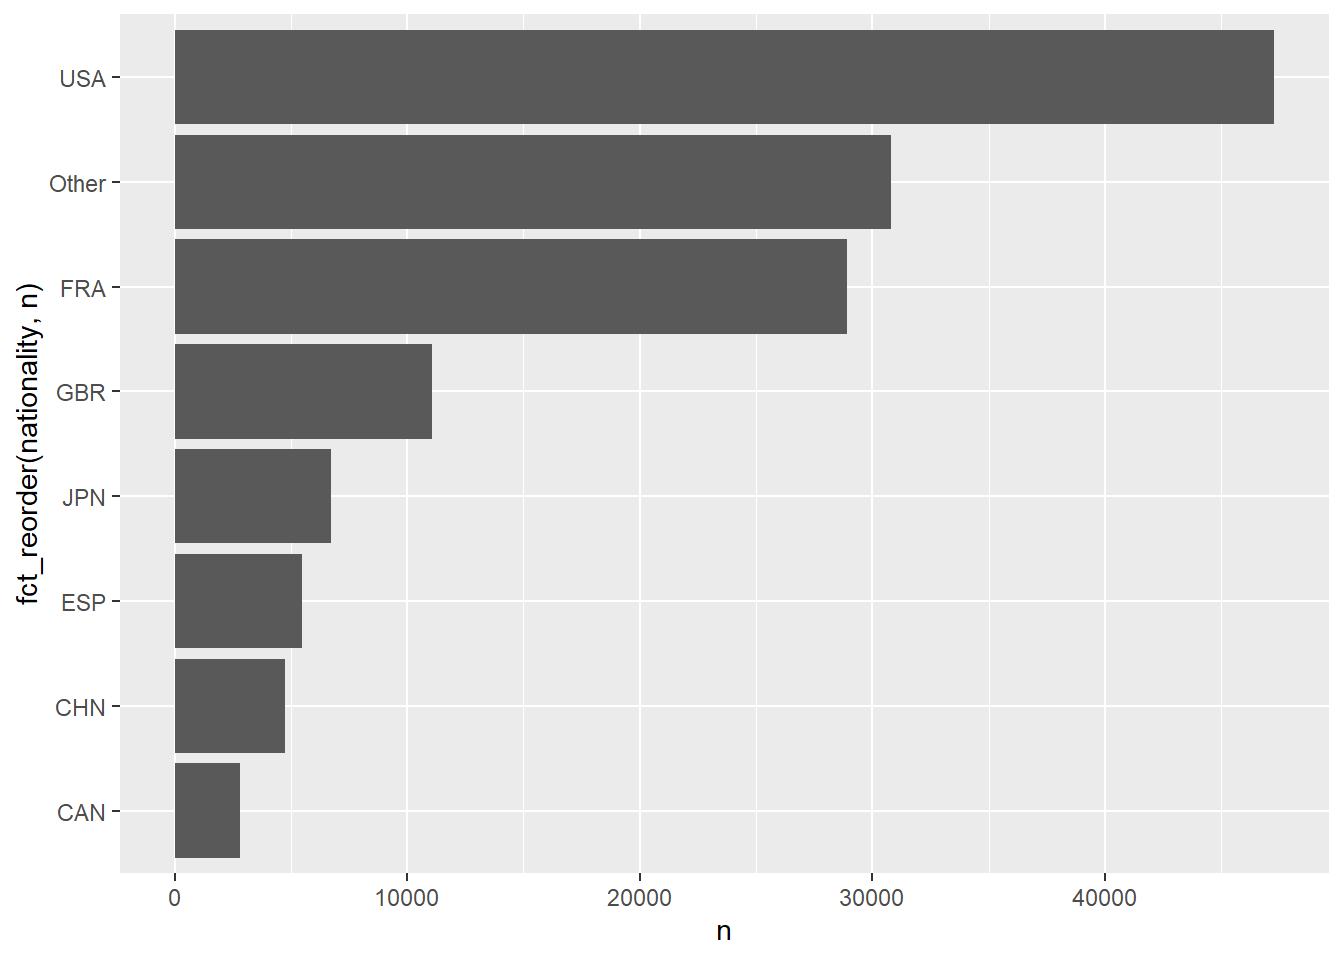 USA
Other
FRA
GBR
JPN
ESP
CHN
CAN
fct_reorder(nationality, n)
0 10000 20000 30000 40000
n